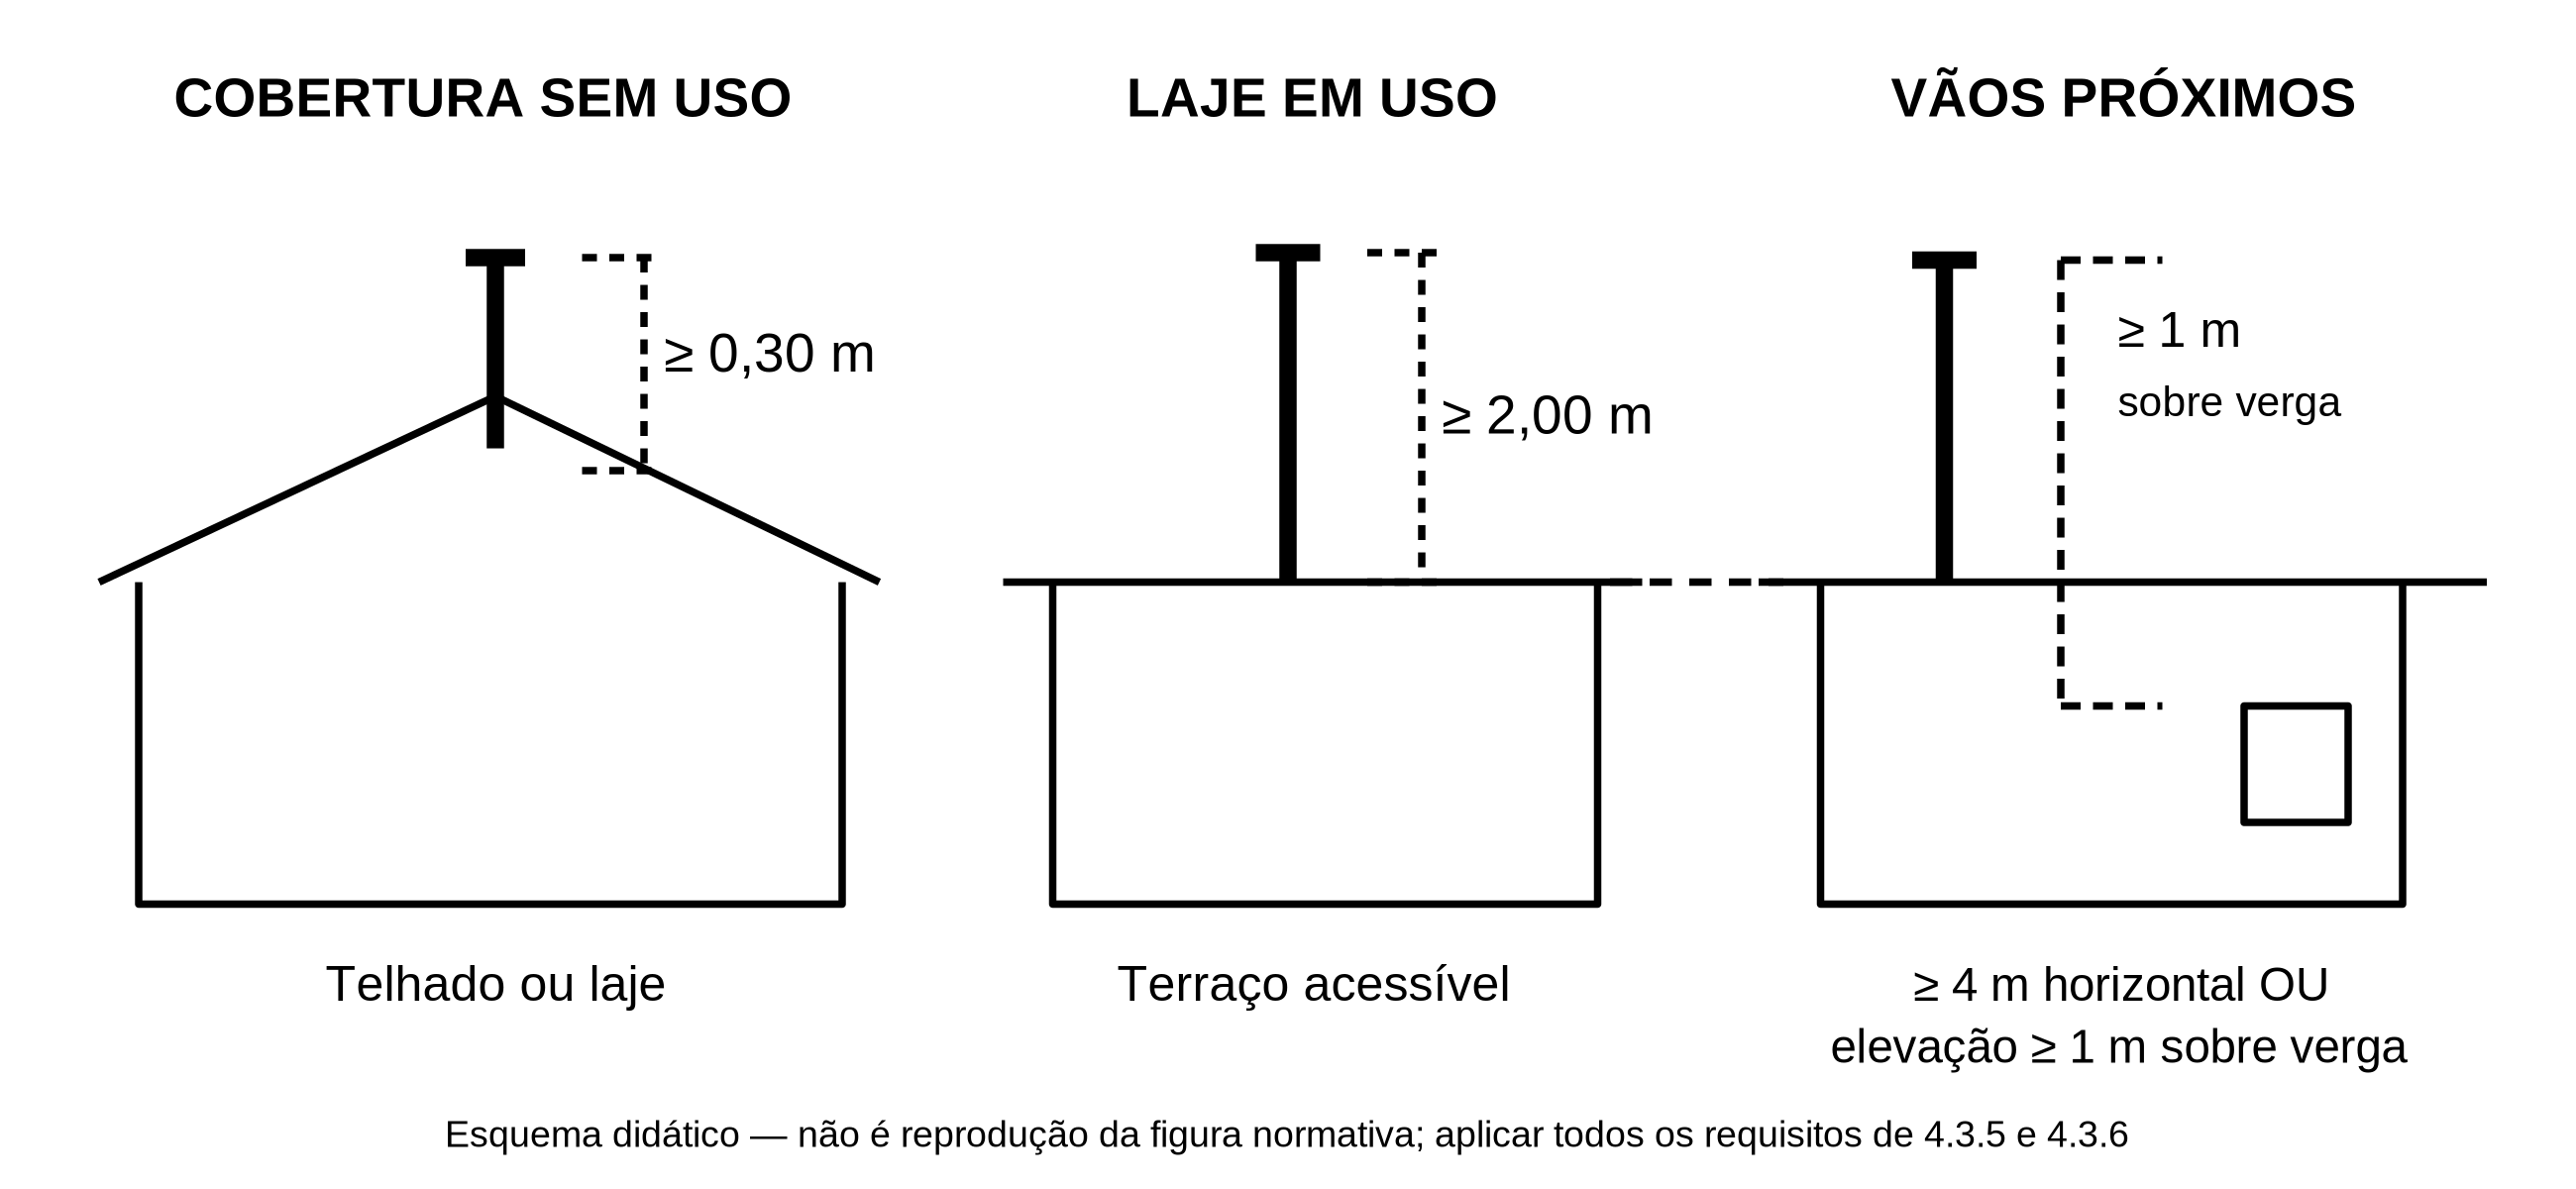 COBERTURA SEM USO
LAJE EM USO
VÃOS PRÓXIMOS
≥ 0,30 m
≥ 2,00 m
≥ 1 m
sobre verga
Telhado ou laje
Terraço acessível
≥ 4 m horizontal OU
elevação ≥ 1 m sobre verga
Esquema didático — não é reprodução da figura normativa; aplicar todos os requisitos de 4.3.5 e 4.3.6